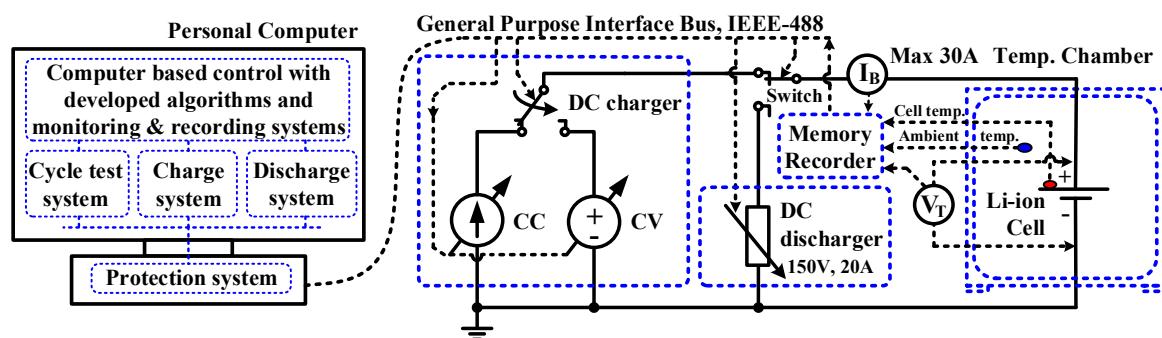 Personal Computer
Computer based control with
developed algorithms and
monitoring & recording systems
Cycle test
system
Charge
system
Discharge
system
Protection system
General Purpose Interface Bus, IEEE-488
DC charger
CC
+
-
CV
Switch
I_B
Max 30A
Temp. Chamber
Memory
Recorder
Cell temp.
Ambient temp.
DC
discharger
150V, 20A
V_T
+
Li-ion
Cell
-